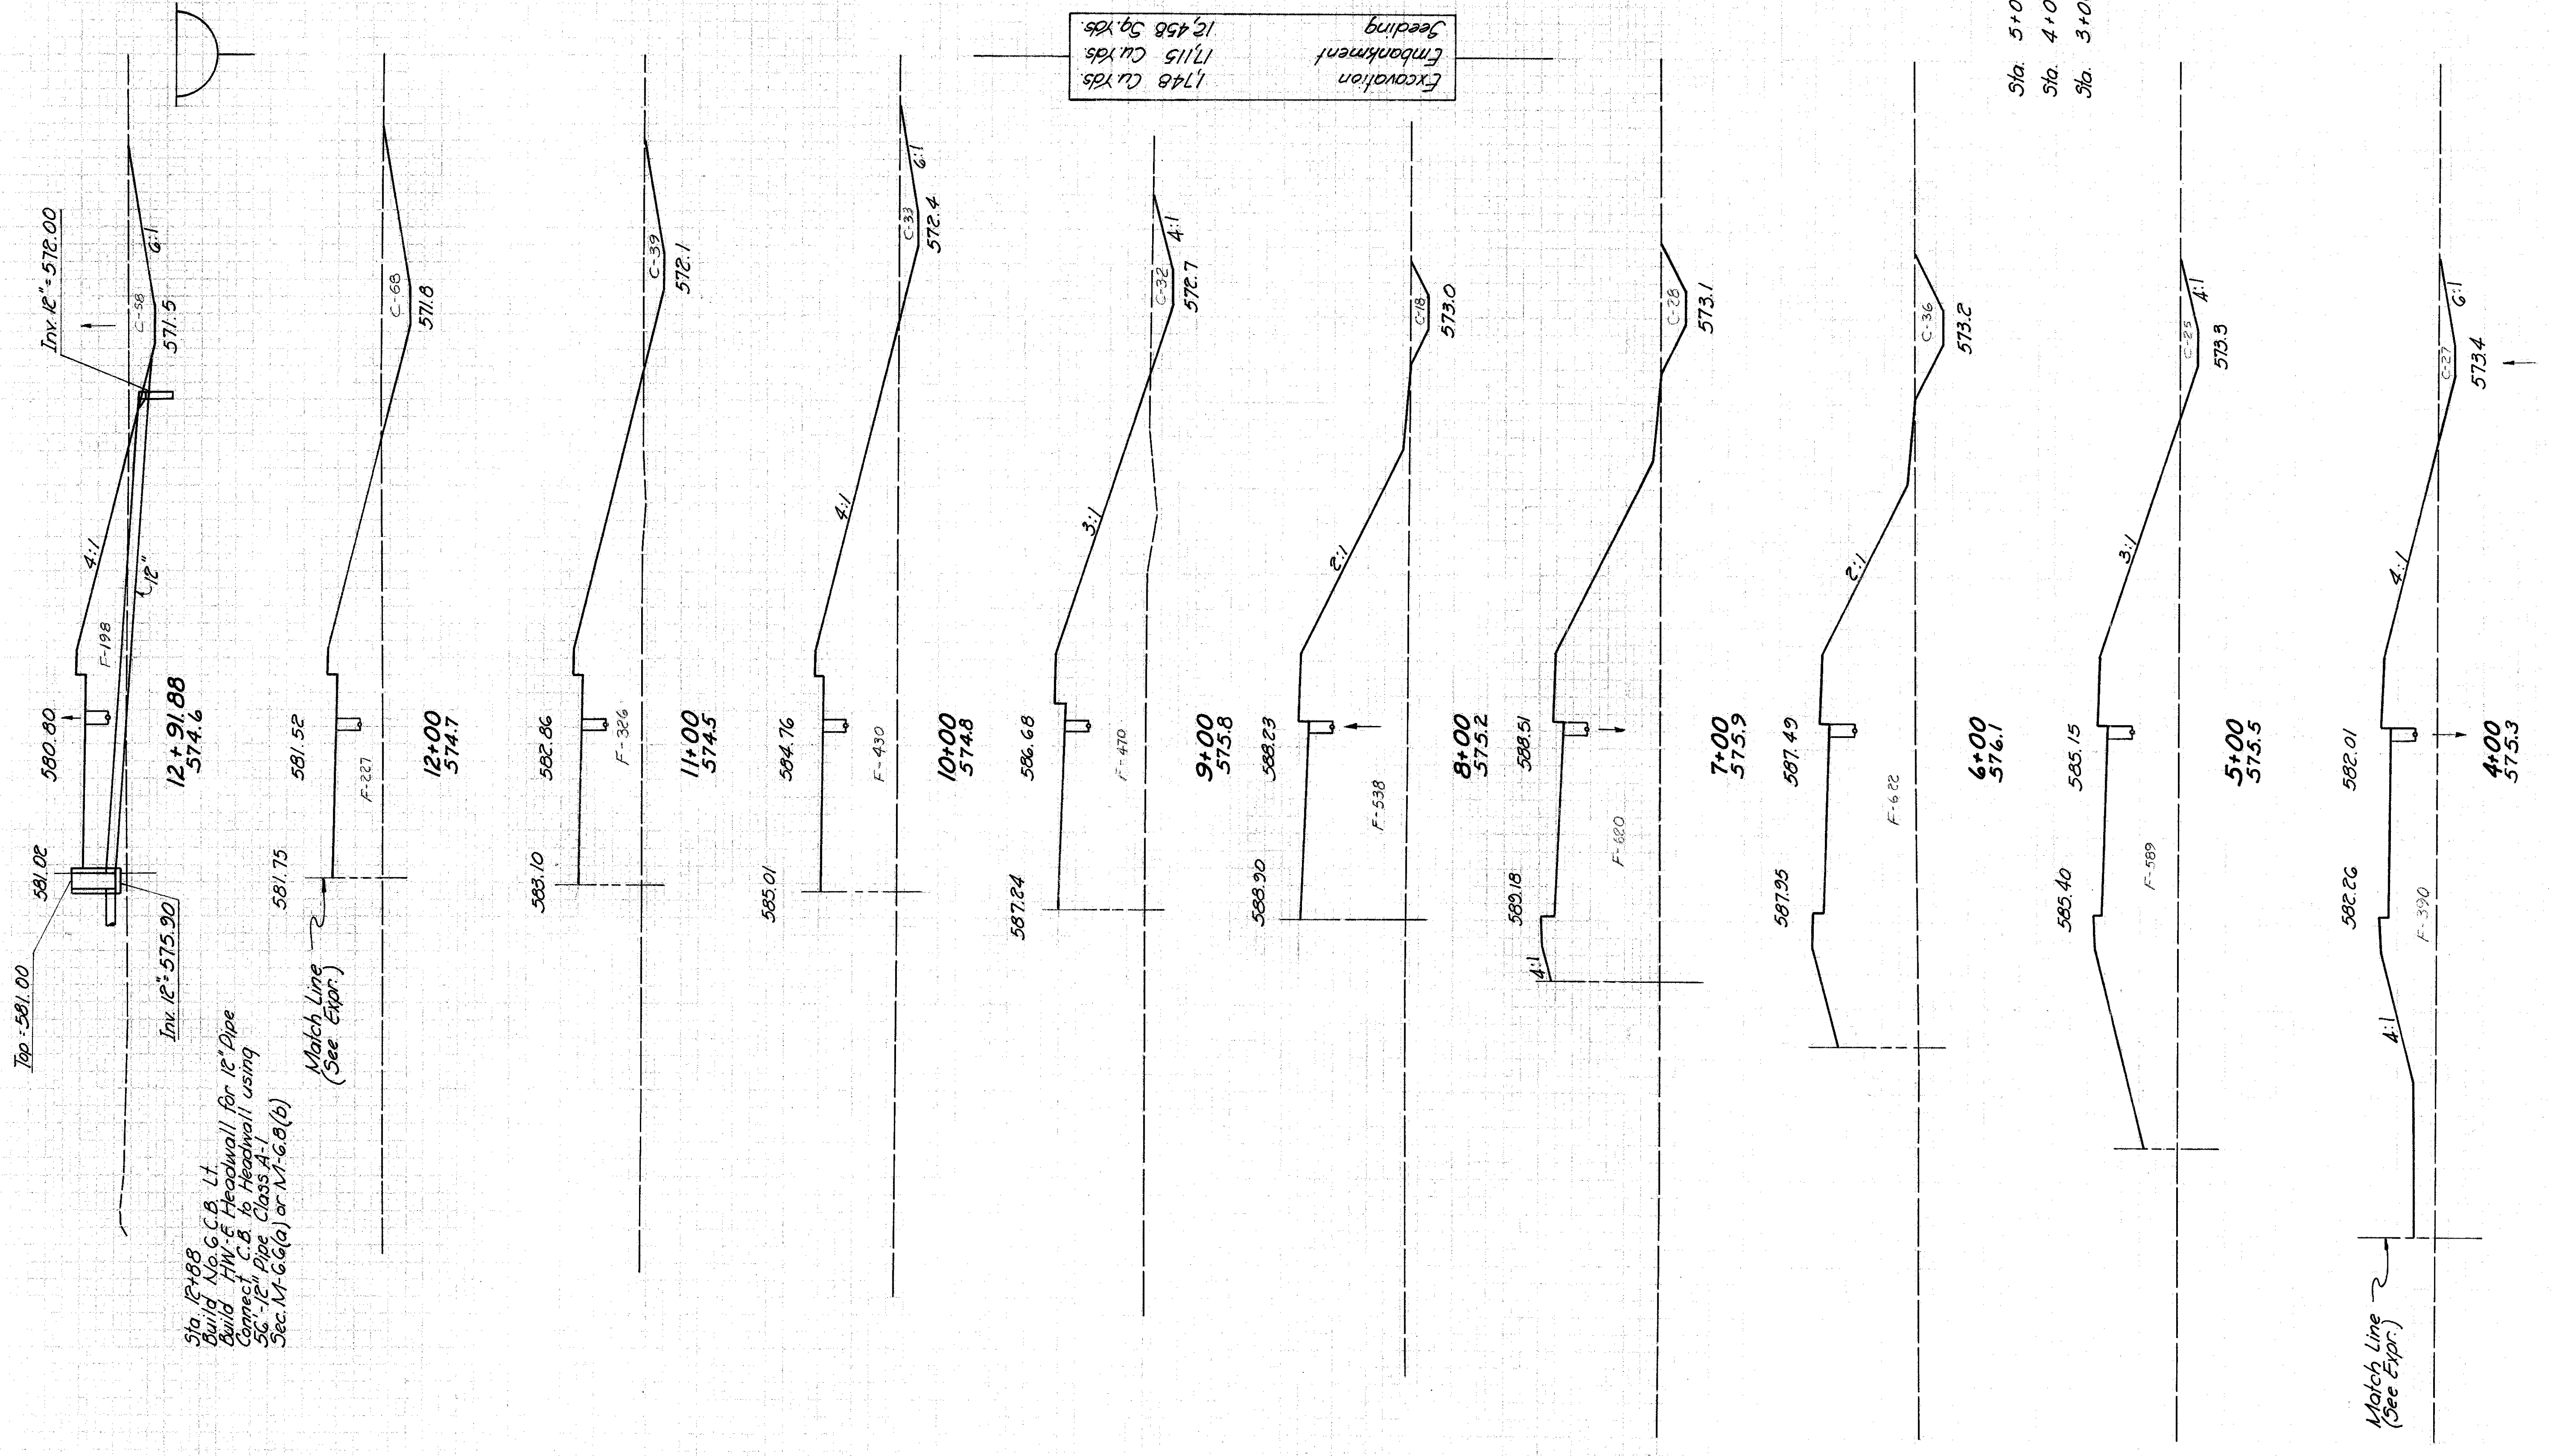 Top = 581.00
581.02
580.80
Inv. 12" = 572.00
4:1
12"
F-198
C-58
6:1
571.5
Inv. 12" = 575.90
12+91.88
574.6
Sta. 12+88
Build No. 6 C.B. Lt.
Build HW-E Headwall for 12" Pipe
Connect C.B. to Headwall using
56'-12" Pipe Class A-1
Sec. M-6.6(a) or M-6.8(b)
581.75
581.52
F-227
C-68
571.8
Match Line
(See Expr.)
12+00
574.7
583.10
582.86
F-326
C-39
572.1
11+00
574.5
585.01
584.76
4:1
F-430
C-33
6:1
572.4
10+00
574.8
587.24
586.68
3:1
F-470
C-32
4:1
572.7
9+00
575.8
588.90
588.23
2:1
F-538
C-18
573.0
8+00
575.2
589.18
588.51
4:1
F-620
C-28
573.1
7+00
575.9
587.95
587.49
2:1
F-622
C-36
573.2
6+00
576.1
585.40
585.15
3:1
F-589
C-25
4:1
573.3
5+00
575.5
582.26
582.01
4:1
4:1
F-390
C-27
6:1
573.4
Match Line
(See Expr.)
4+00
575.3
Excavation 1,748 Cu.Yds.
Embankment 17,115 Cu.Yds.
Seeding 12,458 Sq.Yds.
Sta. 5+0
Sta. 4+0
Sta. 3+0